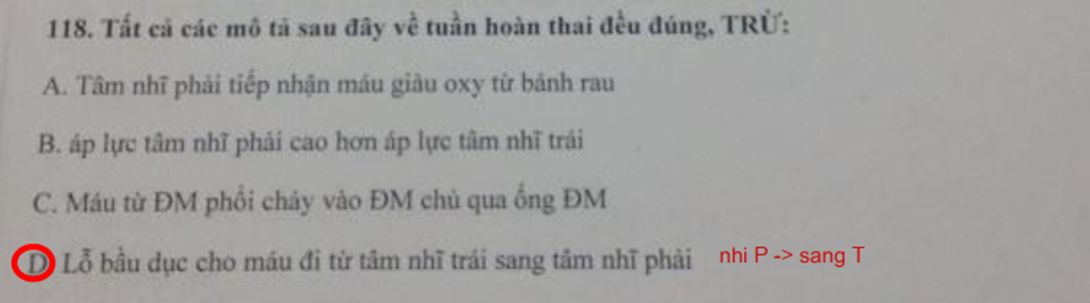 118. Tất cả các mô tả sau đây về tuần hoàn thai đều đúng, TRỪ:
A. Tâm nhĩ phải tiếp nhận máu giàu oxy từ bánh rau
B. áp lực tâm nhĩ phải cao hơn áp lực tâm nhĩ trái
C. Máu từ ĐM phổi chảy vào ĐM chủ qua ống ĐM
D Lỗ bầu dục cho máu đi từ tâm nhĩ trái sang tâm nhĩ phải nhi P -> sang T